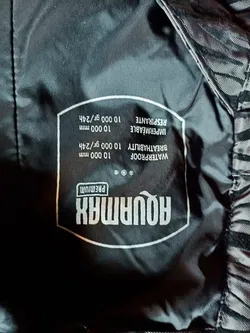 AQUAMAX
PREMIUM
WATERPROOF 10 000 mm
BREATHABILITY 10 000 gr/24h
IMPERMÉABLE 10 000 mm
RESPIRANTE 10 000 gr/24h